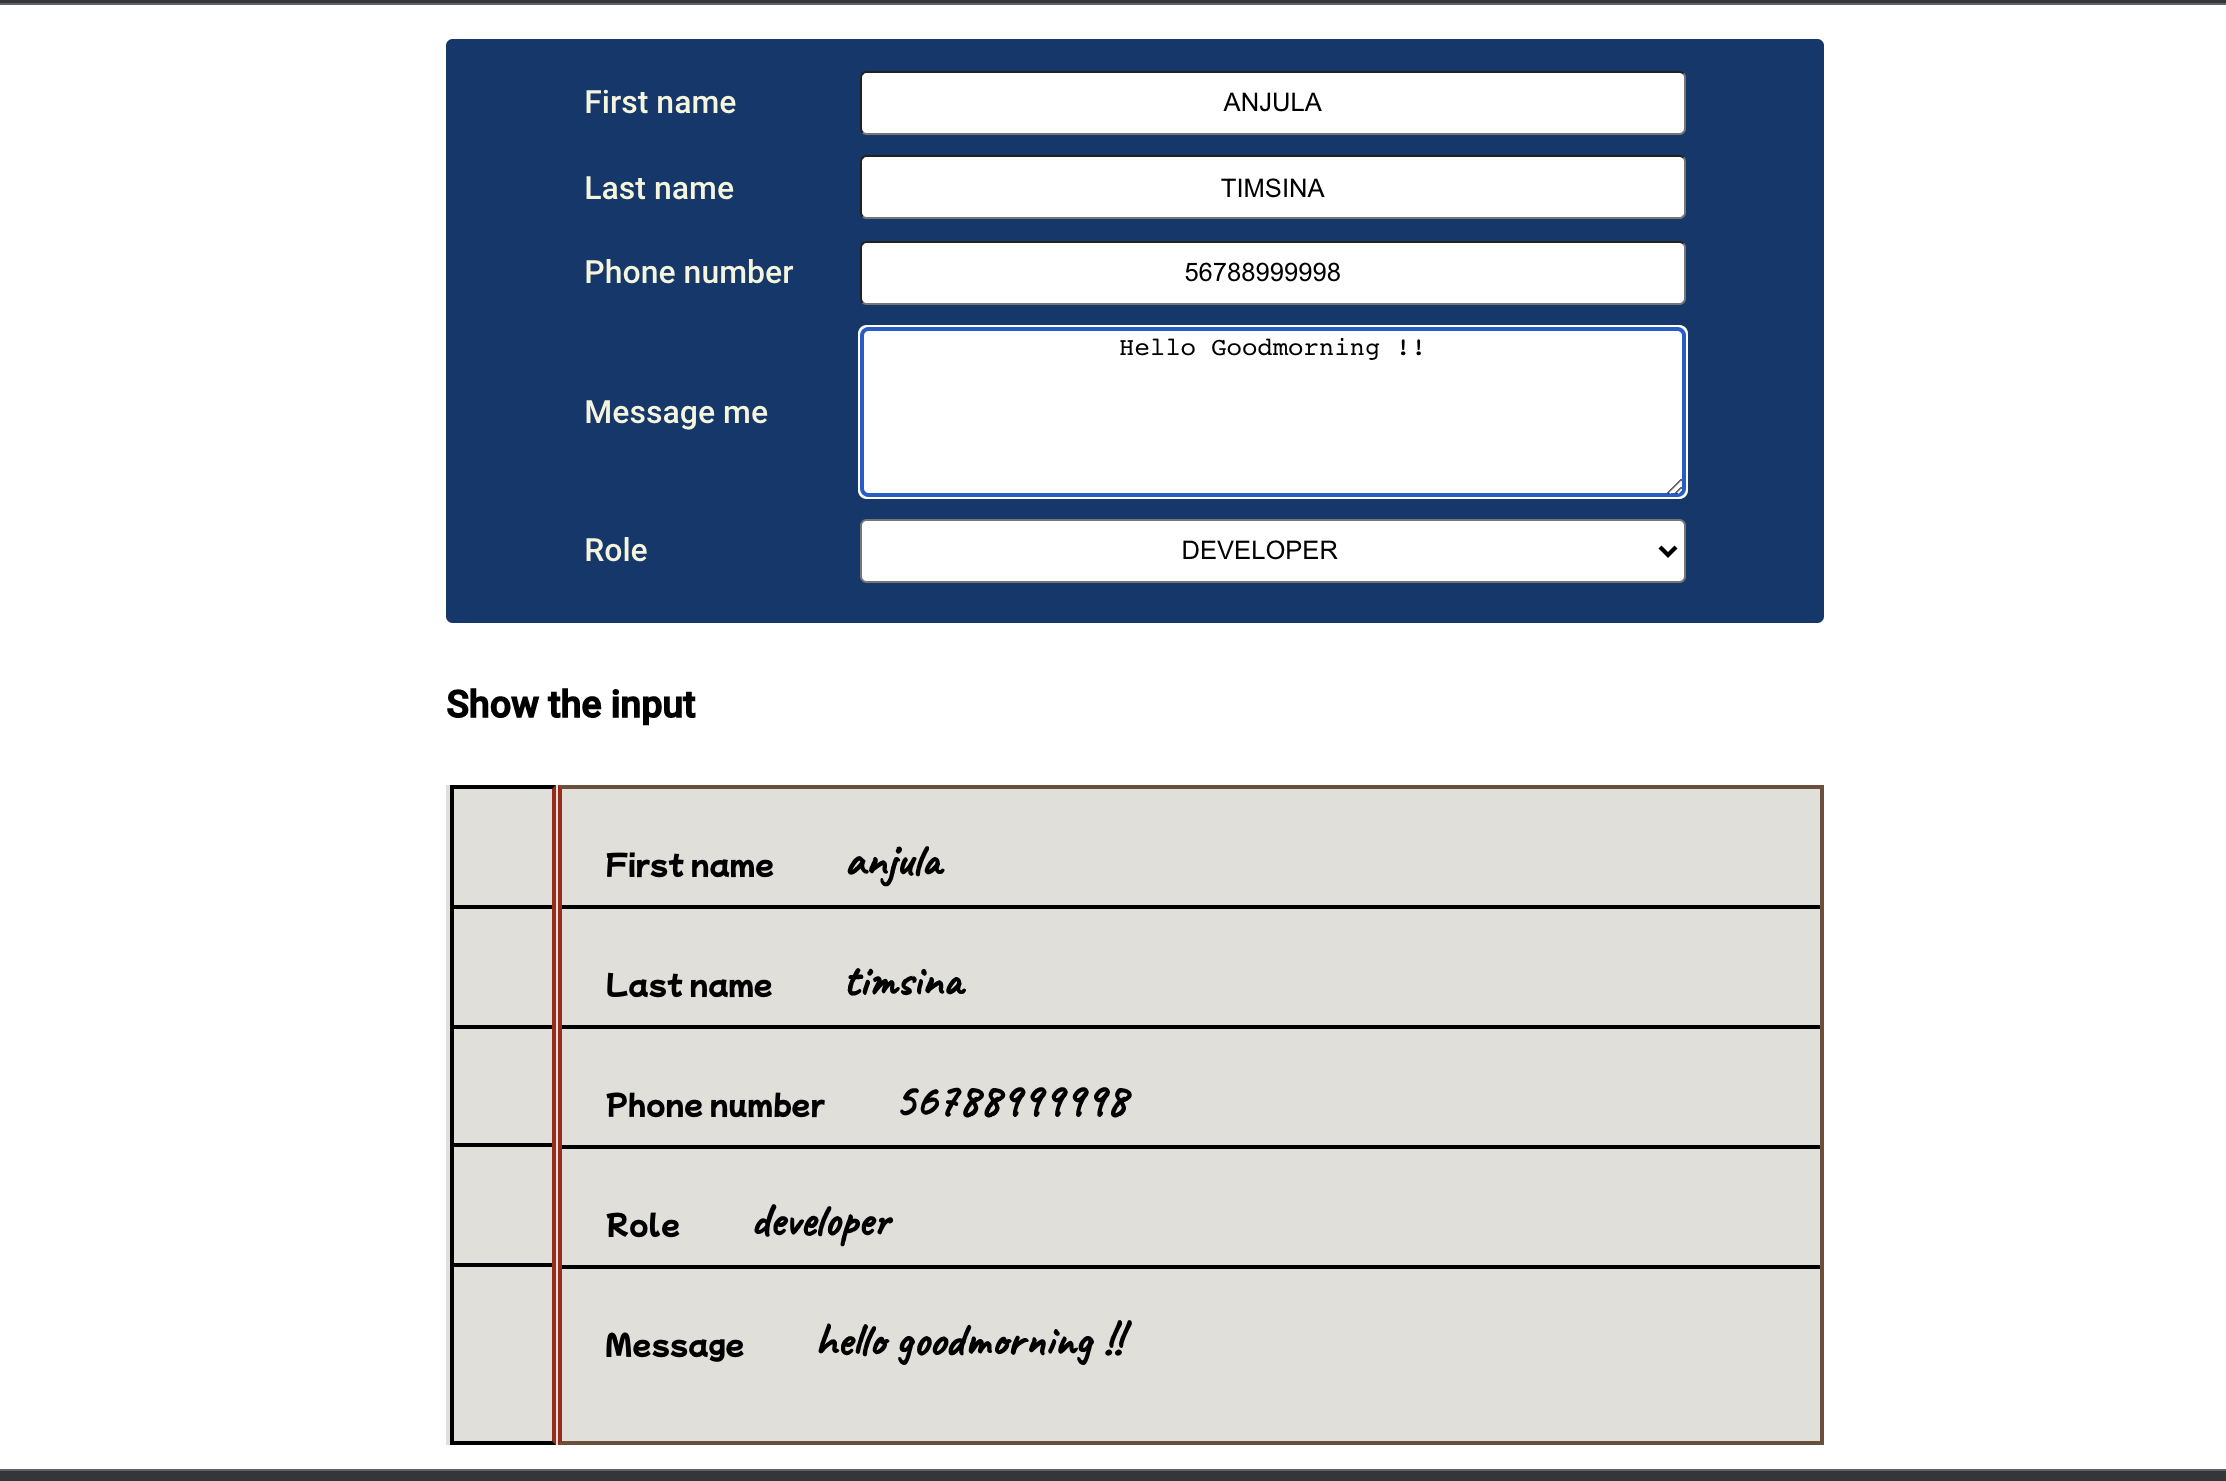 First name ANJULA
Last name TIMSINA
Phone number 56788999998
Hello Goodmorning !!
Message me
Role DEVELOPER
Show the input
First name anjula
Last name timsina
Phone number 56788999998
Role developer
Message hello goodmorning !!